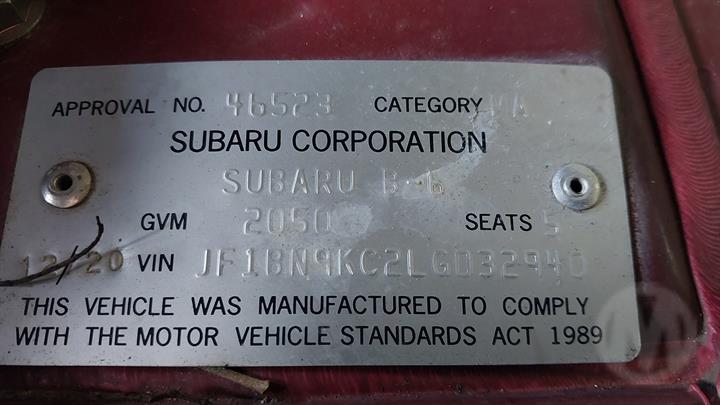 APPROVAL NO. 46523 CATEGORY MA
SUBARU CORPORATION
SUBARU B-6
GVM 2050 SEATS 5
12/20 VIN JF1BN9KC2LG032940
THIS VEHICLE WAS MANUFACTURED TO COMPLY
WITH THE MOTOR VEHICLE STANDARDS ACT 1989